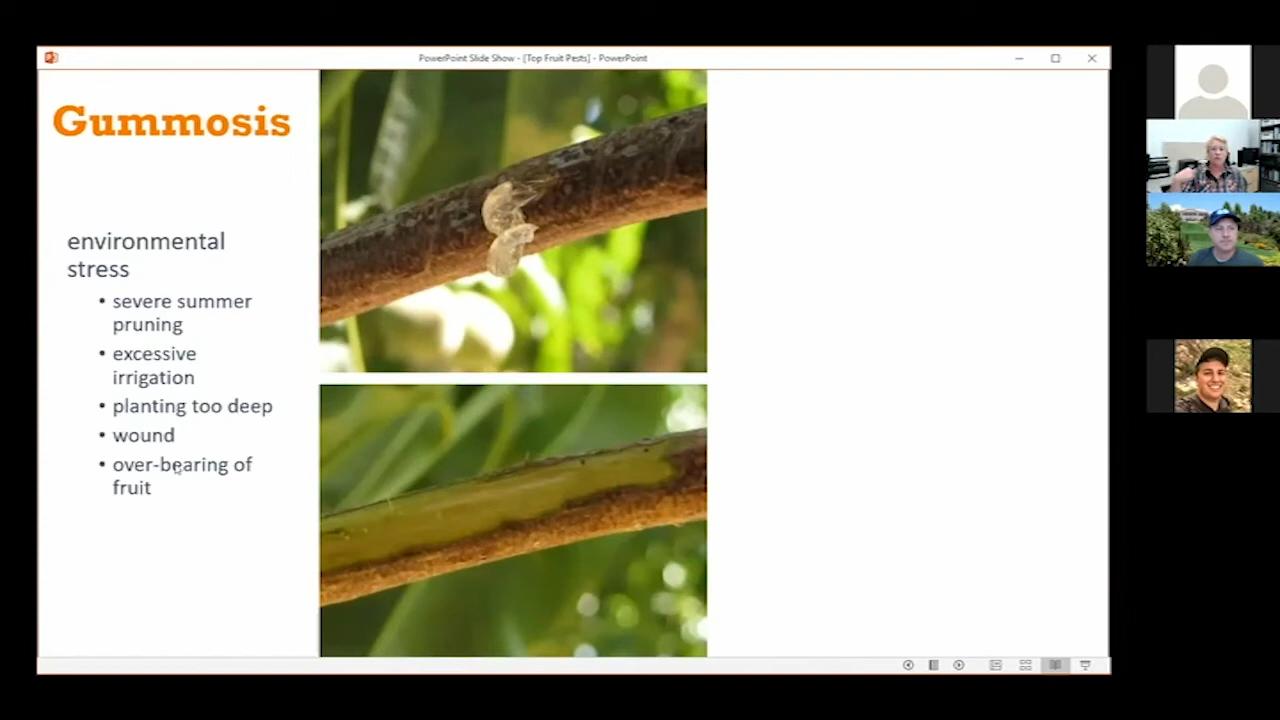 PowerPoint Slide Show - [Top Fruit Pests] - PowerPoint
Gummosis
environmental
stress
• severe summer
pruning
• excessive
irrigation
• planting too deep
• wound
• over-bearing of
fruit